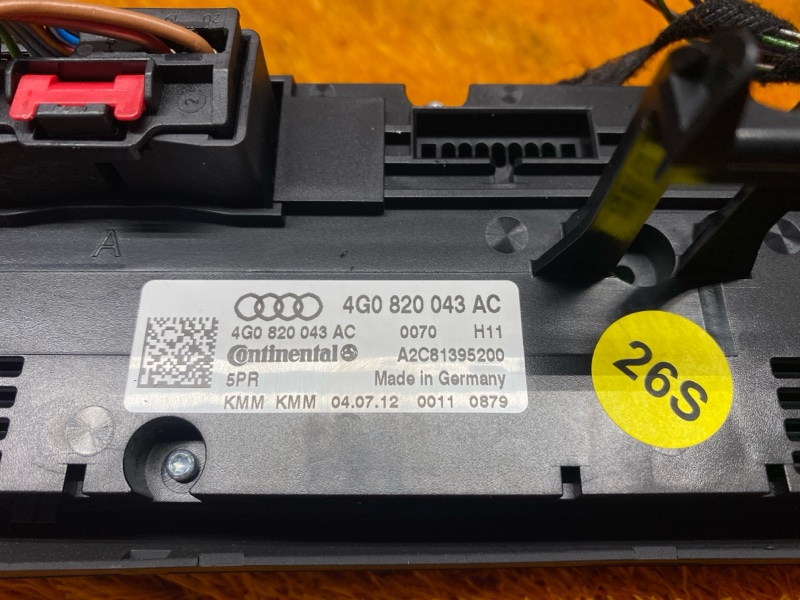 A
4G0 820 043 AC
4G0 820 043 AC 0070 H11
Continental A2C81395200
5PR Made in Germany
KMM KMM 04.07.12 0011 0879
26S